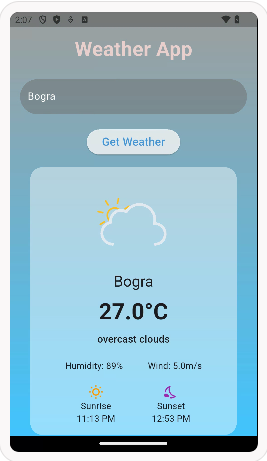 2:07
Weather App
Bogra
Get Weather
Bogra
27.0°C
overcast clouds
Humidity: 89% Wind: 5.0m/s
Sunrise Sunset
11:13 PM 12:53 PM